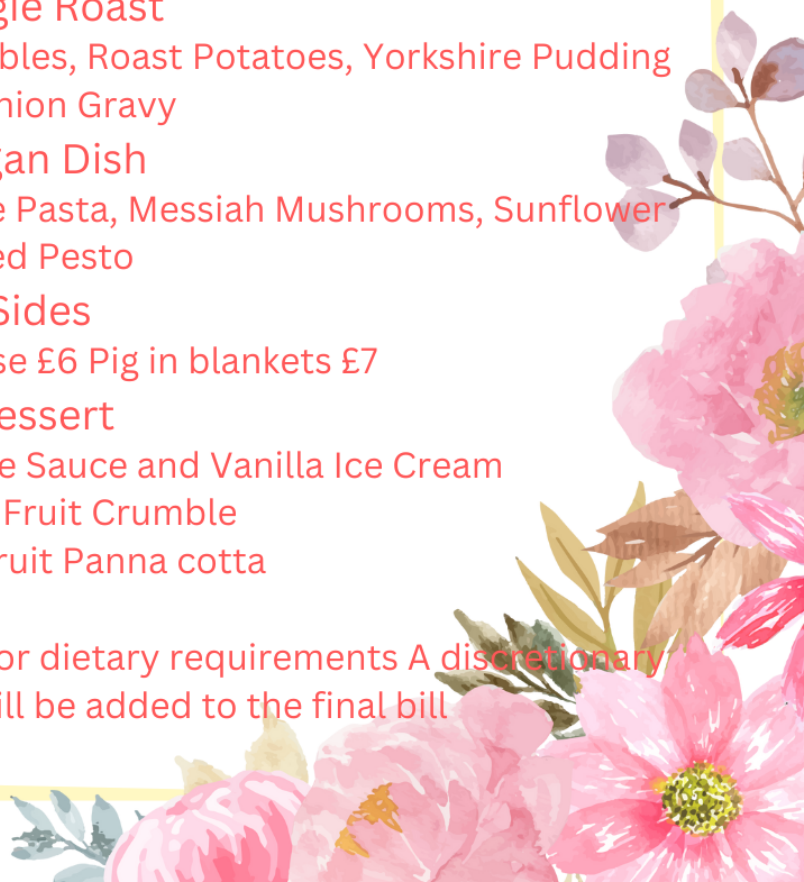 gie Roast
bles, Roast Potatoes, Yorkshire Pudding
nion Gravy
gan Dish
e Pasta, Messiah Mushrooms, Sunflower
ed Pesto
Sides
se £6 Pig in blankets £7
essert
e Sauce and Vanilla Ice Cream
Fruit Crumble
ruit Panna cotta
or dietary requirements A discretionary
ill be added to the final bill